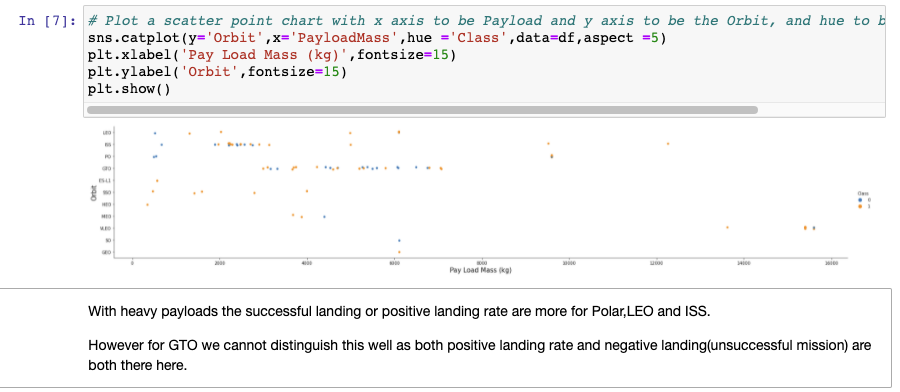 In [7]: # Plot a scatter point chart with x axis to be Payload and y axis to be the Orbit, and hue to b
sns.catplot(y='Orbit',x='PayloadMass',hue ='Class',data=df,aspect =5)
plt.xlabel('Pay Load Mass (kg)',fontsize=15)
plt.ylabel('Orbit',fontsize=15)
plt.show()
LEO
ISS
PO
GTO
ES-L1
SSO
HEO
MEO
VLEO
SO
GEO
Orbit
Class
0
1
0 2000 4000 6000 8000 10000 12000 14000 16000
Pay Load Mass (kg)
With heavy payloads the successful landing or positive landing rate are more for Polar,LEO and ISS.
However for GTO we cannot distinguish this well as both positive landing rate and negative landing(unsuccessful mission) are
both there here.